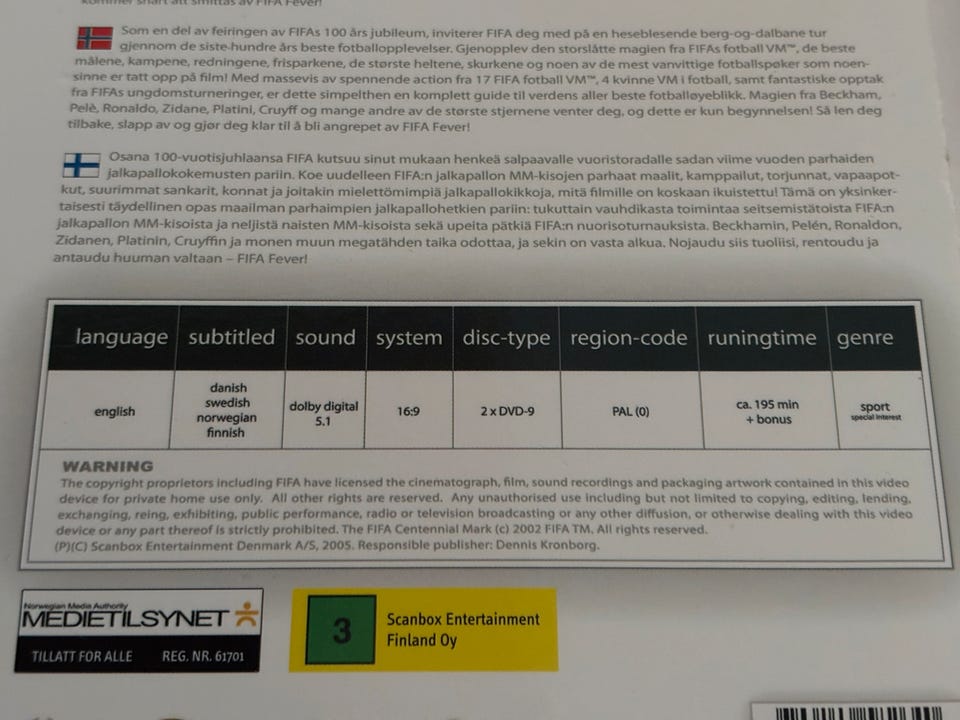 kommer snart att smittas av FIFA Fever!
Som en del av feiringen av FIFAs 100 års jubileum, inviterer FIFA deg med på en heseblesende berg-og-dalbane tur
gjennom de siste-hundre års beste fotballopplevelser. Gjenopplev den storslåtte magien fra FIFAs fotball VM™, de beste
målene, kampene, redningene, frisparkene, de største heltene, skurkene og noen av de mest vanvittige fotballspøker som noen-
sinne er tatt opp på film! Med massevis av spennende action fra 17 FIFA fotball VM™, 4 kvinne VM i fotball, samt fantastiske opptak
fra FIFAs ungdomsturneringer, er dette simpelthen en komplett guide til verdens aller beste fotballøyeblikk. Magien fra Beckham,
Pelè, Ronaldo, Zidane, Platini, Cruyff og mange andre av de største stjernene venter deg, og dette er kun begynnelsen! Så len deg
tilbake, slapp av og gjør deg klar til å bli angrepet av FIFA Fever!
Osana 100-vuotisjuhlaansa FIFA kutsuu sinut mukaan henkeä salpaavalle vuoristoradalle sadan viime vuoden parhaiden
jalkapallokokemusten pariin. Koe uudelleen FIFA:n jalkapallon MM-kisojen parhaat maalit, kamppailut, torjunnat, vapaapot-
kut, suurimmat sankarit, konnat ja joitakin mielettömimpiä jalkapallokikkoja, mitä filmille on koskaan ikuistettu! Tämä on yksinker-
taisesti täydellinen opas maailman parhaimpien jalkapallohetkien pariin: tukuttain vauhdikasta toimintaa seitsemistätoista FIFA:n
jalkapallon MM-kisoista ja neljistä naisten MM-kisoista sekä upeita pätkiä FIFA:n nuorisoturnauksista. Beckhamin, Pelén, Ronaldon,
Zidanen, Platinin, Cruyffin ja monen muun megatähden taika odottaa, ja sekin on vasta alkua. Nojaudu siis tuoliisi, rentoudu ja
antaudu huuman valtaan – FIFA Fever!
language subtitled sound system disc-type region-code runingtime genre
english
danish
swedish
norwegian
finnish
dolby digital
5.1
16:9
2 x DVD-9
PAL (0)
ca. 195 min
+ bonus
sport
special interest
WARNING
The copyright proprietors including FIFA have licensed the cinematograph, film, sound recordings and packaging artwork contained in this video
device for private home use only. All other rights are reserved. Any unauthorised use including but not limited to copying, editing, lending,
exchanging, reing, exhibiting, public performance, radio or television broadcasting or any other diffusion, or otherwise dealing with this video
device or any part thereof is strictly prohibited. The FIFA Centennial Mark (c) 2002 FIFA TM. All rights reserved.
(P)(C) Scanbox Entertainment Denmark A/S, 2005. Responsible publisher: Dennis Kronborg.
Norwegian Media Authority
MEDIETILSYNET
TILLATT FOR ALLE REG. NR. 61701
3
Scanbox Entertainment
Finland Oy